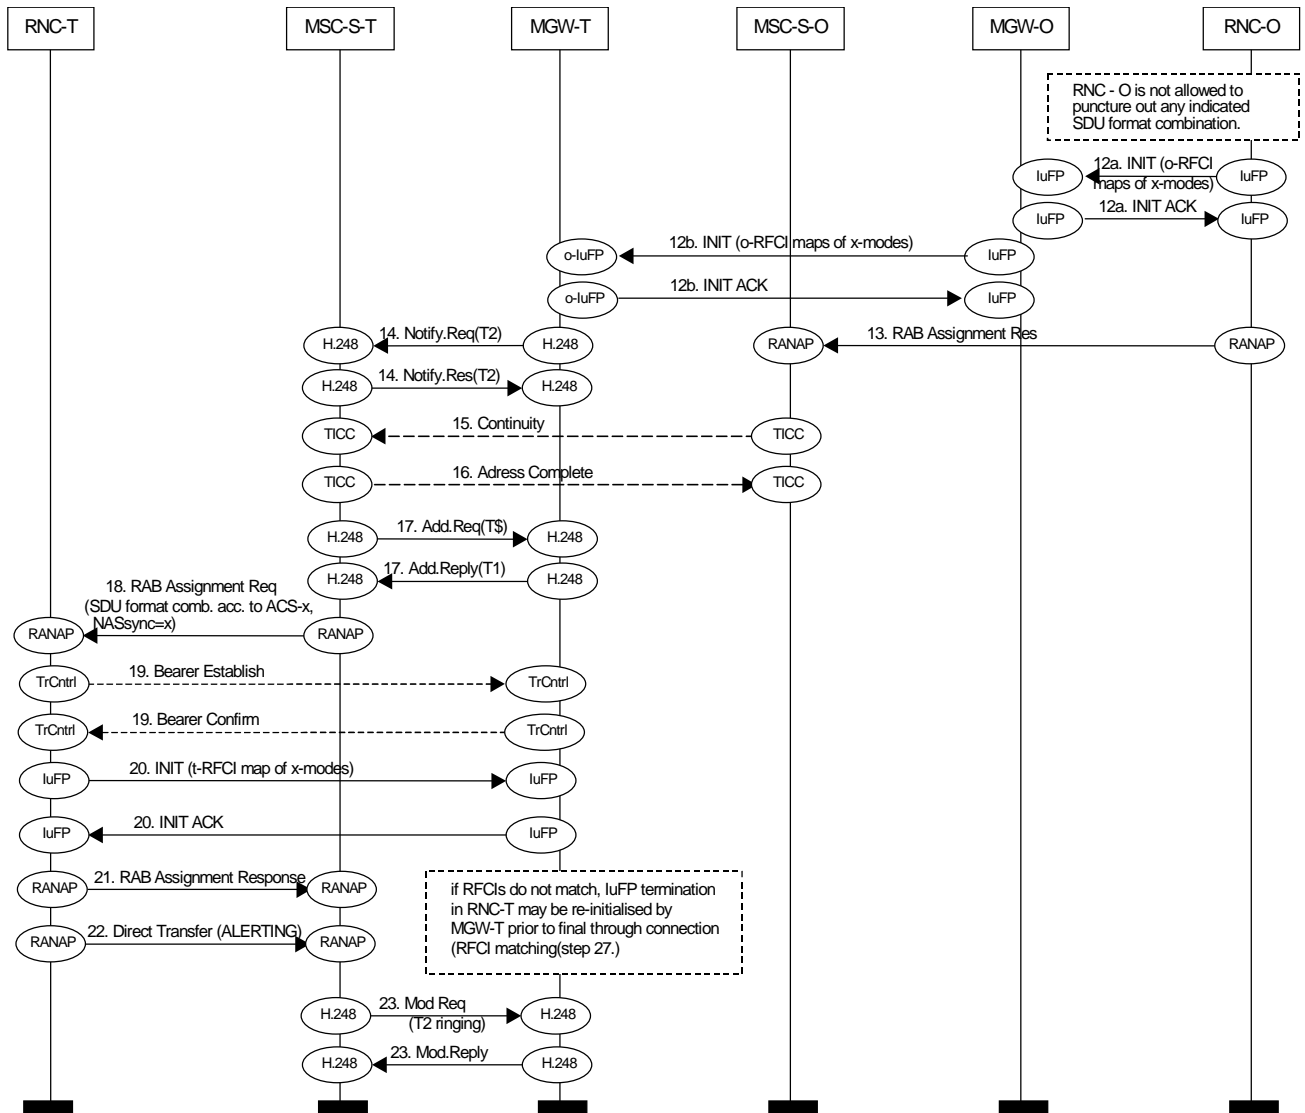 RNC-T
MSC-S-T
MGW-T
MSC-S-O
MGW-O
RNC-O
RNC - O is not allowed to
puncture out any indicated
SDU format combination.
12a. INIT (o-RFCI
maps of x-modes)
IuFP
IuFP
12a. INIT ACK
IuFP
IuFP
12b. INIT (o-RFCI maps of x-modes)
o-IuFP
IuFP
12b. INIT ACK
o-IuFP
IuFP
14. Notify.Req(T2)
H.248
H.248
13. RAB Assignment Res
RANAP
RANAP
14. Notify.Res(T2)
H.248
H.248
15. Continuity
TICC
TICC
16. Adress Complete
TICC
TICC
17. Add.Req(T$)
H.248
H.248
17. Add.Reply(T1)
H.248
H.248
18. RAB Assignment Req
(SDU format comb. acc. to ACS-x,
NASsync=x)
RANAP
RANAP
19. Bearer Establish
TrCntrl
TrCntrl
19. Bearer Confirm
TrCntrl
TrCntrl
20. INIT (t-RFCI map of x-modes)
IuFP
IuFP
20. INIT ACK
IuFP
IuFP
21. RAB Assignment Response
RANAP
RANAP
22. Direct Transfer (ALERTING)
RANAP
RANAP
if RFCIs do not match, IuFP termination
in RNC-T may be re-initialised by
MGW-T prior to final through connection
(RFCI matching(step 27.)
23. Mod Req
(T2 ringing)
H.248
H.248
23. Mod.Reply
H.248
H.248